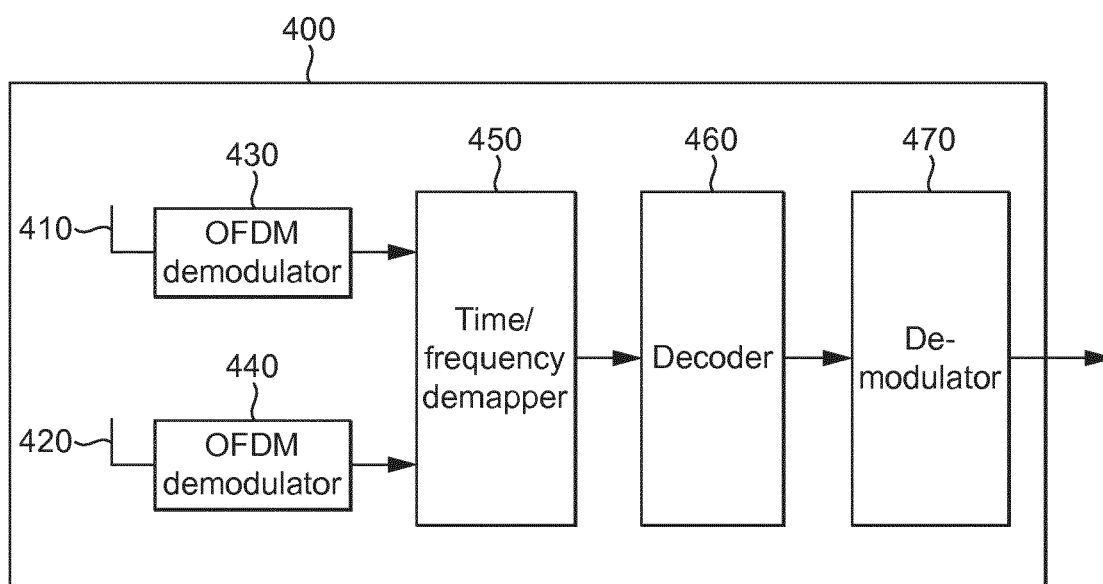 400
430
450
460
470
410
OFDM
demodulator
Time/
frequency
demapper
Decoder
De-
modulator
440
420
OFDM
demodulator